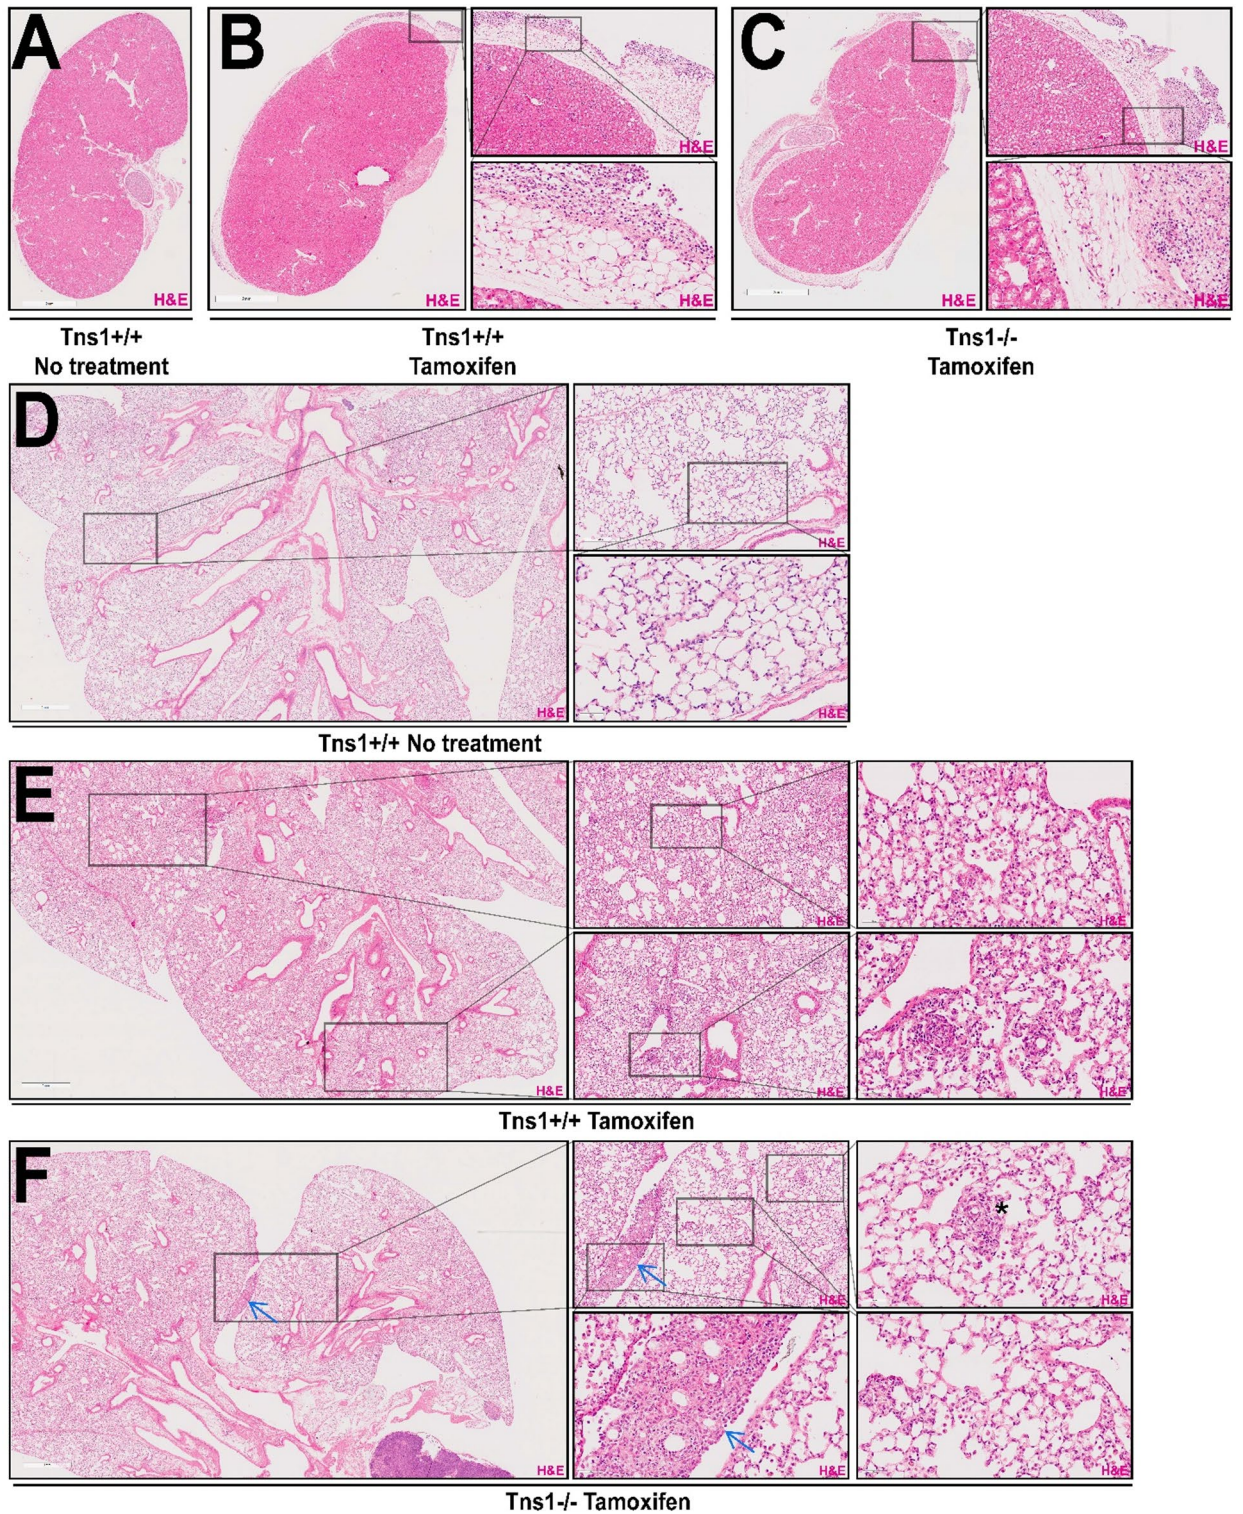 A
B
C
H&E
H&E
H&E
H&E
H&E
H&E
H&E
Tns1+/+
No treatment
Tns1+/+
Tamoxifen
Tns1-/-
Tamoxifen
D
H&E
H&E
H&E
Tns1+/+ No treatment
E
H&E
H&E
H&E
H&E
H&E
Tns1+/+ Tamoxifen
F
*
H&E
H&E
H&E
H&E
H&E
Tns1-/- Tamoxifen